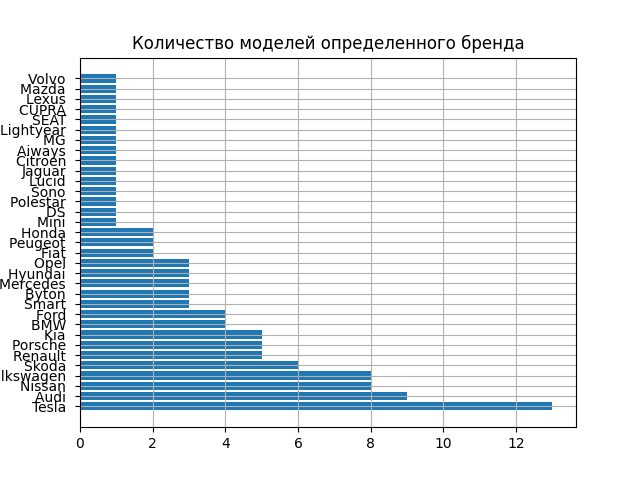 Количество моделей определенного бренда
Volvo
Mazda
Lexus
CUPRA
SEAT
Lightyear
MG
Aiways
Citroen
Jaguar
Lucid
Sono
Polestar
DS
Mini
Honda
Peugeot
Fiat
Opel
Hyundai
Mercedes
Byton
Smart
Ford
BMW
Kia
Porsche
Renault
Skoda
lkswagen
Nissan
Audi
Tesla
0 2 4 6 8 10 12